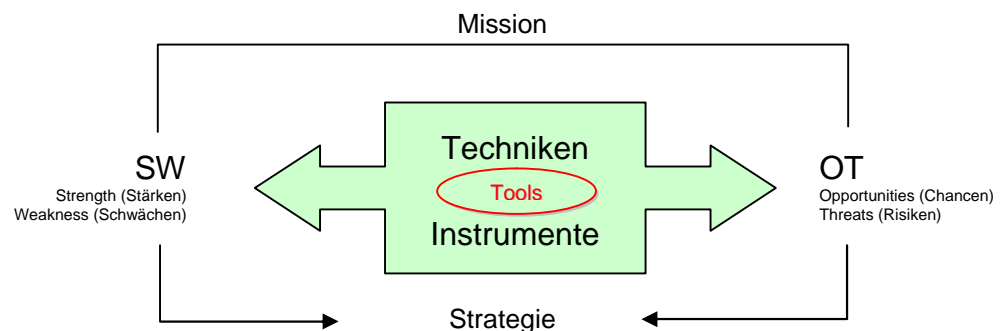 Mission
SW
Strength (Stärken)
Weakness (Schwächen)
Techniken
Tools
Instrumente
OT
Opportunities (Chancen)
Threats (Risiken)
Strategie